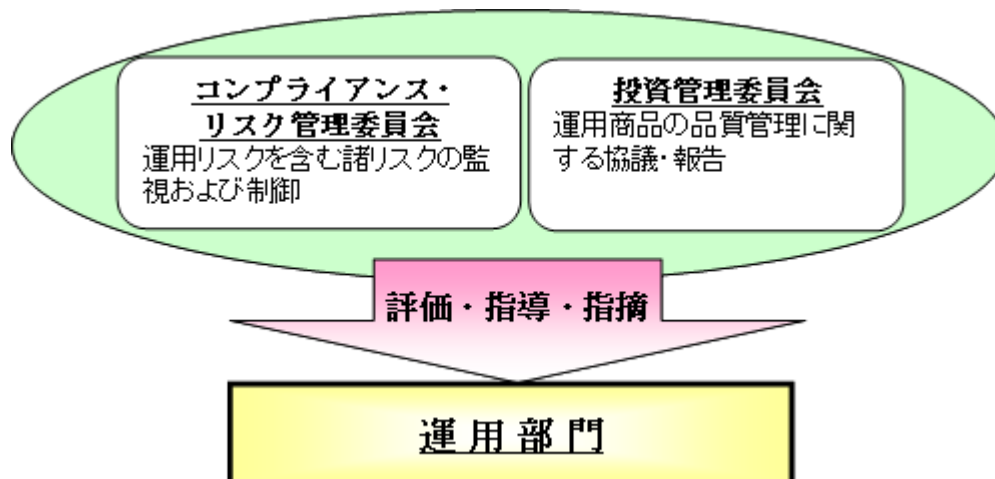 コンプライアンス・
リスク管理委員会
運用リスクを含む諸リスクの監
視および制御
投資管理委員会
運用商品の品質管理に関
する協議・報告
評価・指導・指摘
運用部門